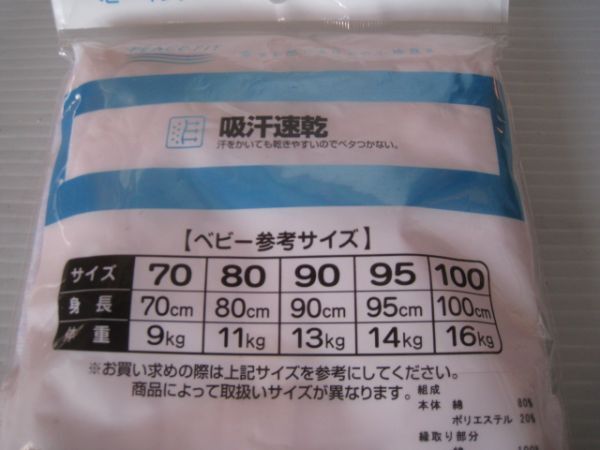 吸汗速乾
汗をかいても乾きやすいのでベタつかない。
【ベビー参考サイズ】
サイズ 70 80 90 95 100
身長 70cm 80cm 90cm 95cm 100cm
体重 9kg 11kg 13kg 14kg 16kg
※お買い求めの際は上記サイズを参考にしてください。
商品によって取扱いサイズが異なります。
組成
本体 綿 80%
ポリエステル 20%
縁取り部分
綿 100%